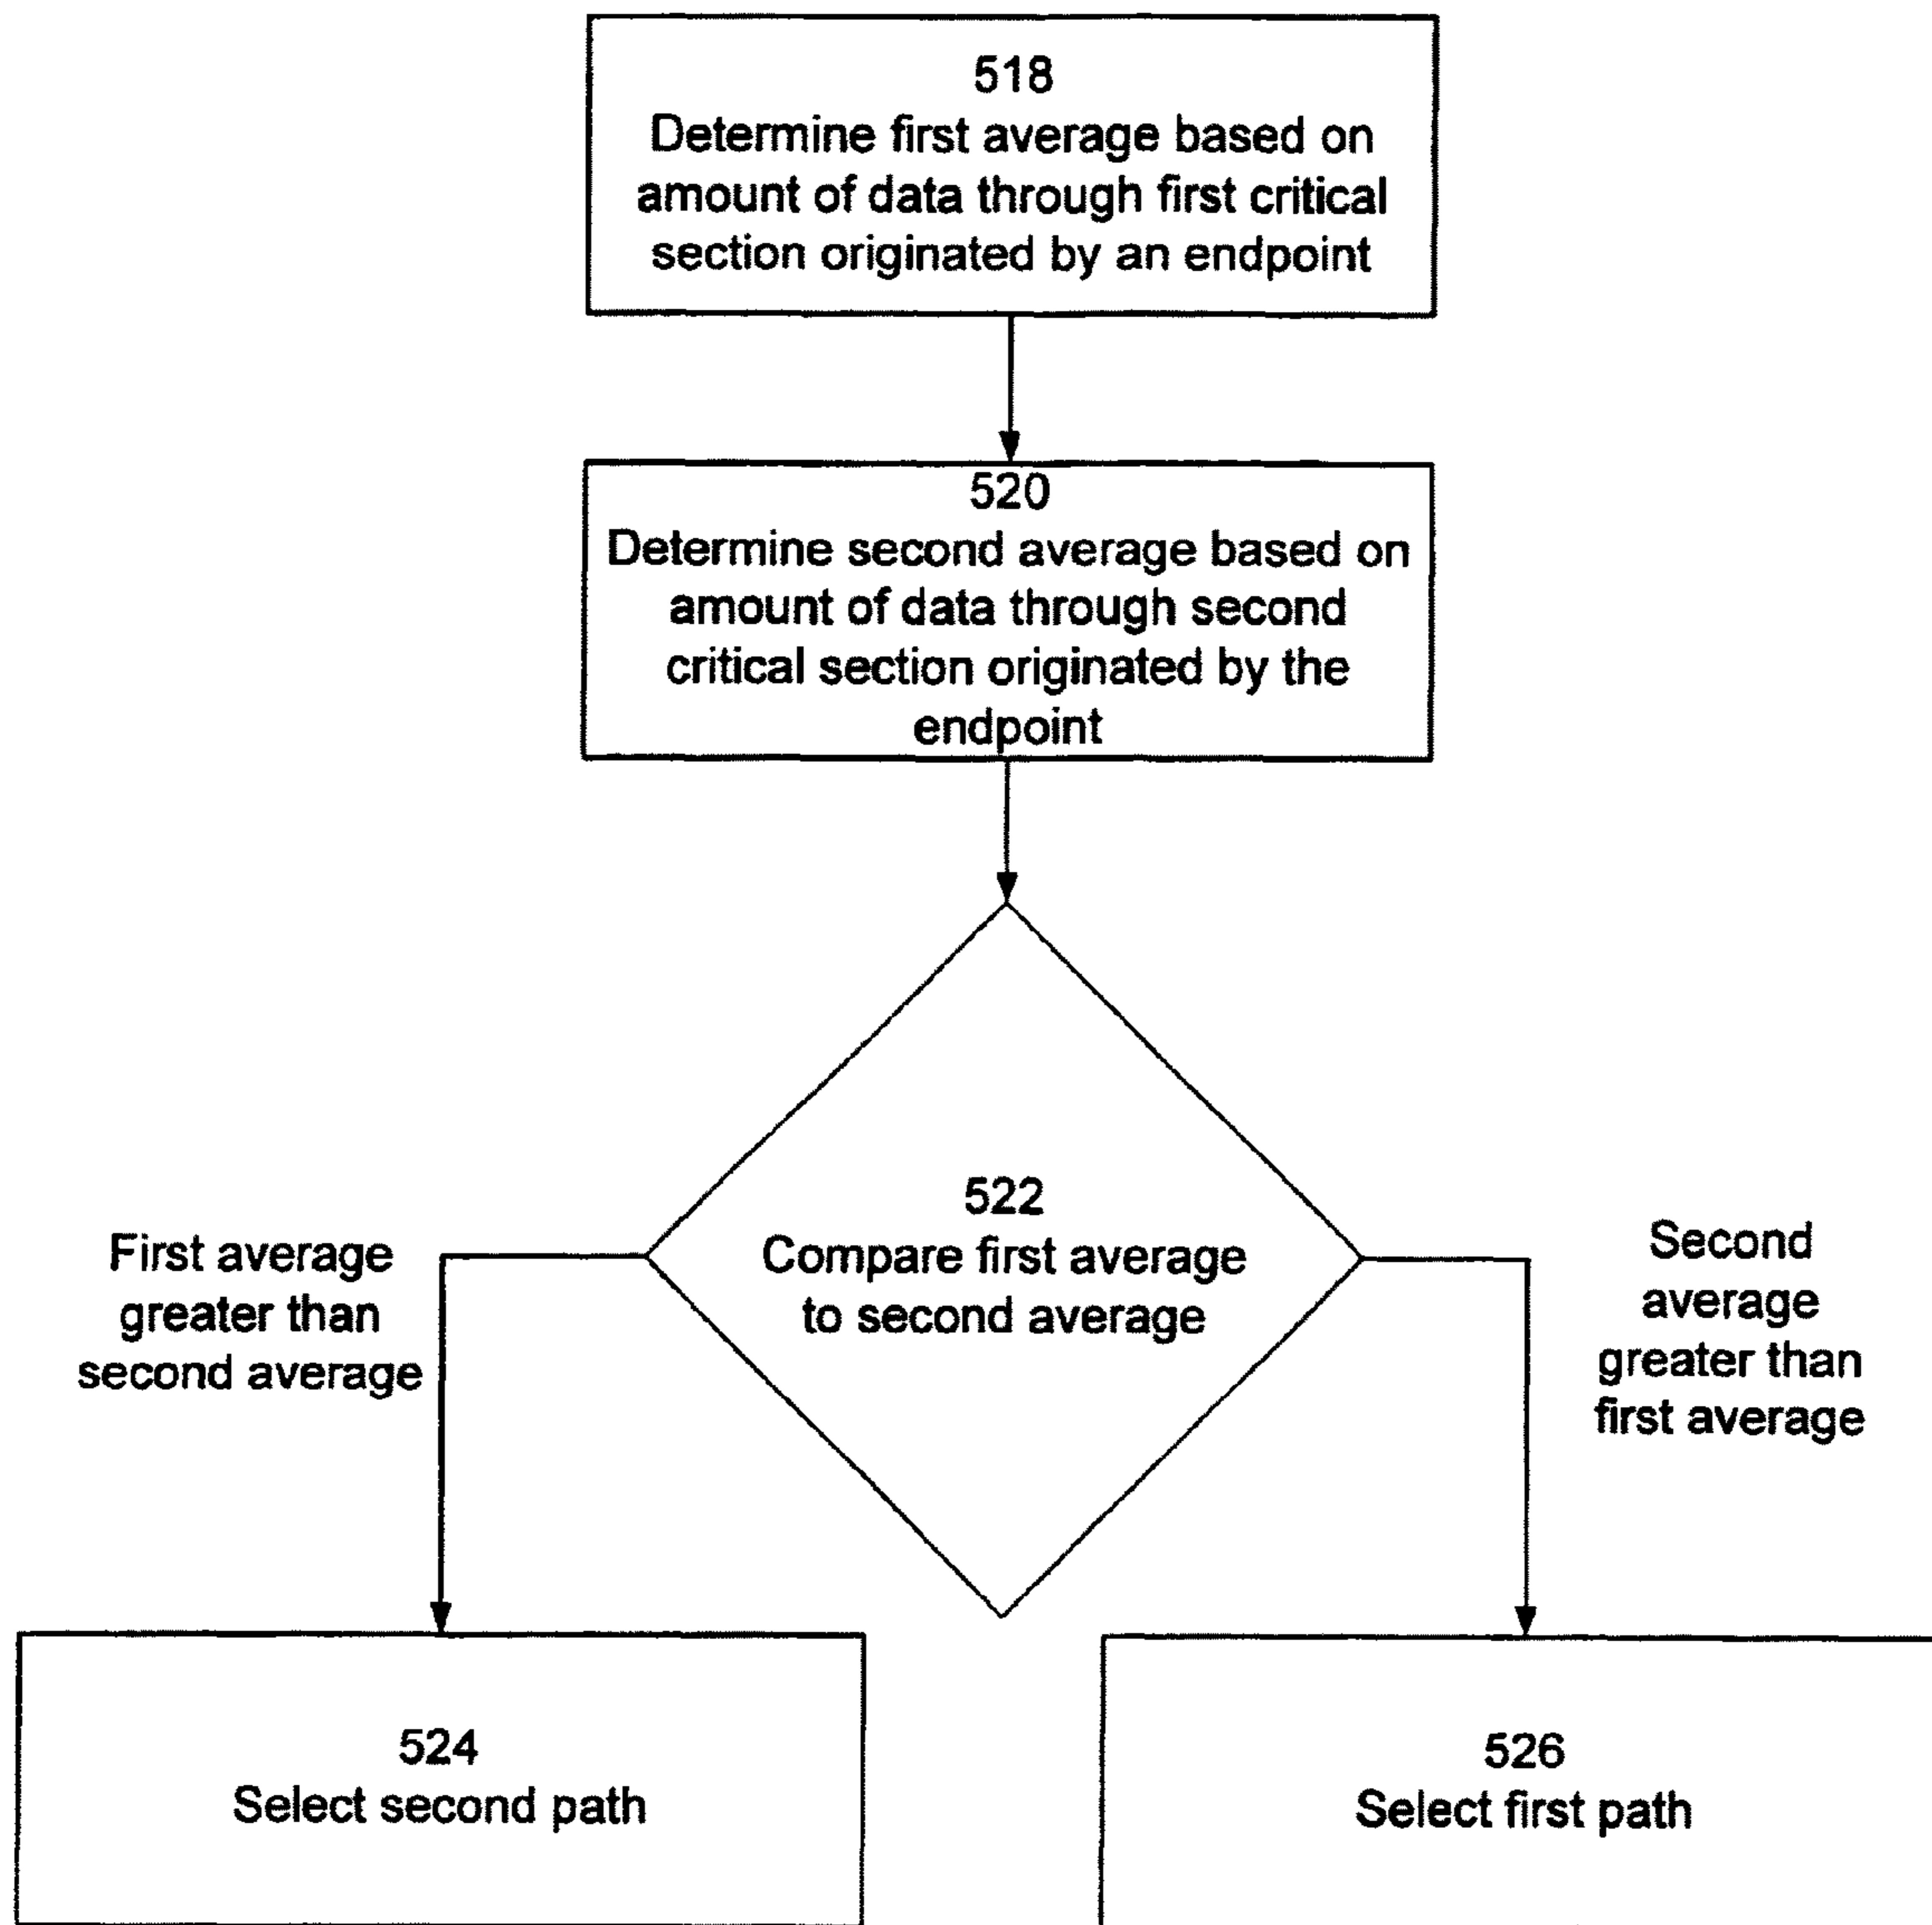 518
Determine first average based on
amount of data through first critical
section originated by an endpoint
520
Determine second average based on
amount of data through second
critical section originated by the
endpoint
522
Compare first average
to second average
First average
greater than
second average
Second
average
greater than
first average
524
Select second path
526
Select first path